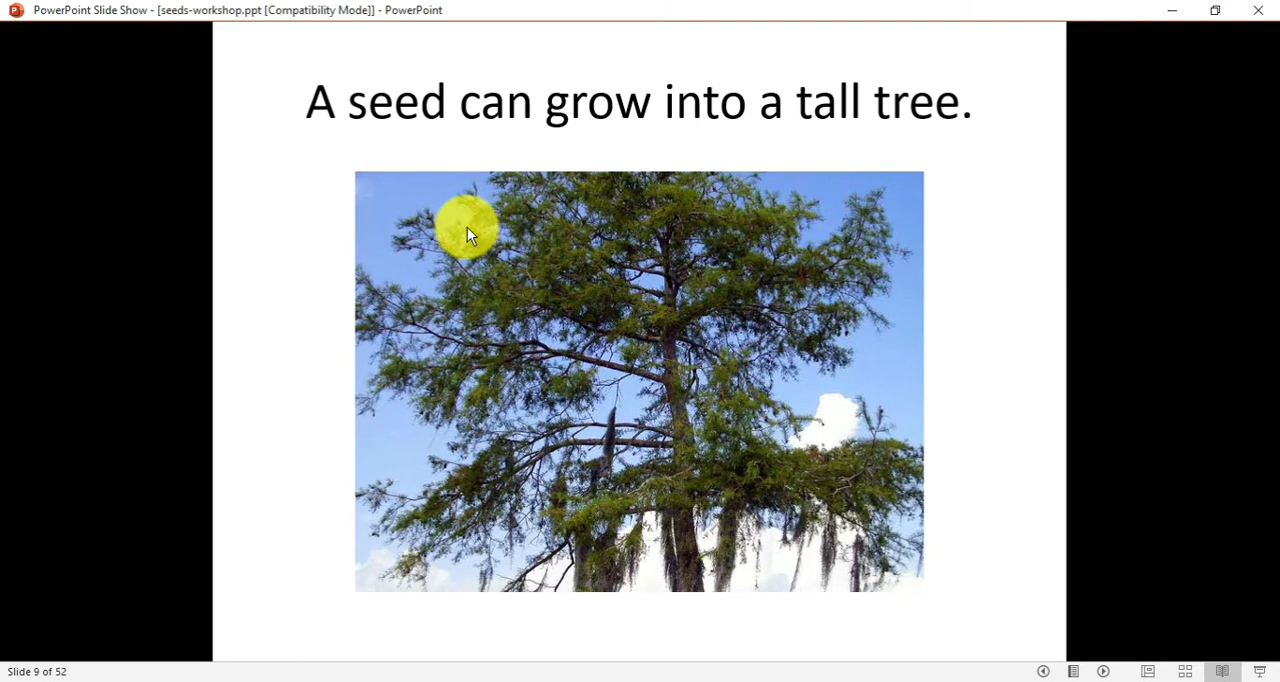 PowerPoint Slide Show - [seeds-workshop.ppt [Compatibility Mode]] - PowerPoint
A seed can grow into a tall tree.
Slide 9 of 52